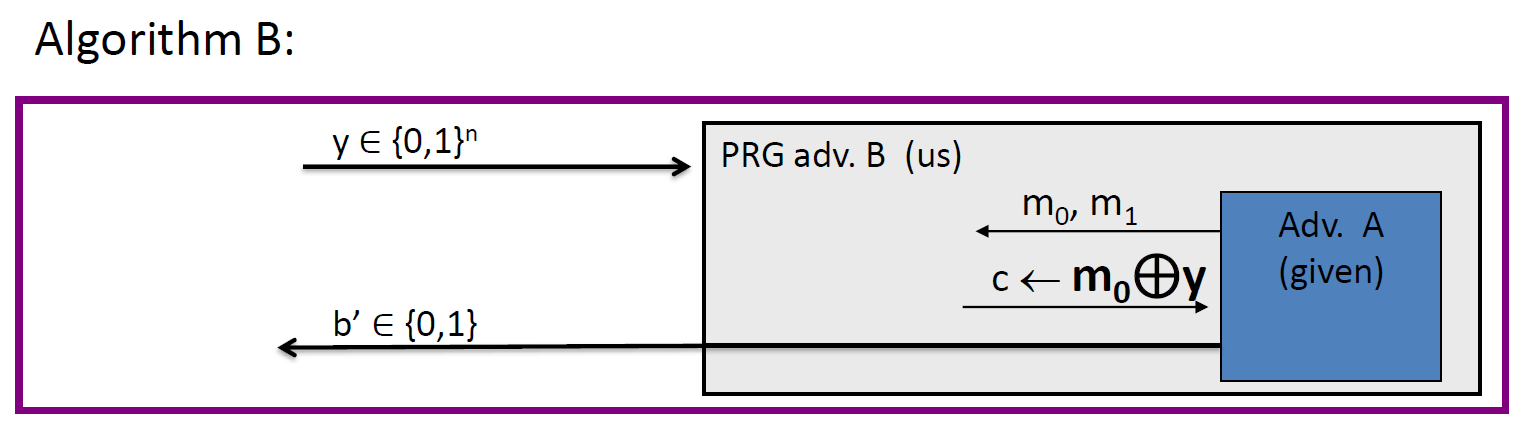 Algorithm B:
y ∈ {0,1}ⁿ
PRG adv. B (us)
m₀, m₁
Adv. A
(given)
c ← m₀⊕y
b’ ∈ {0,1}